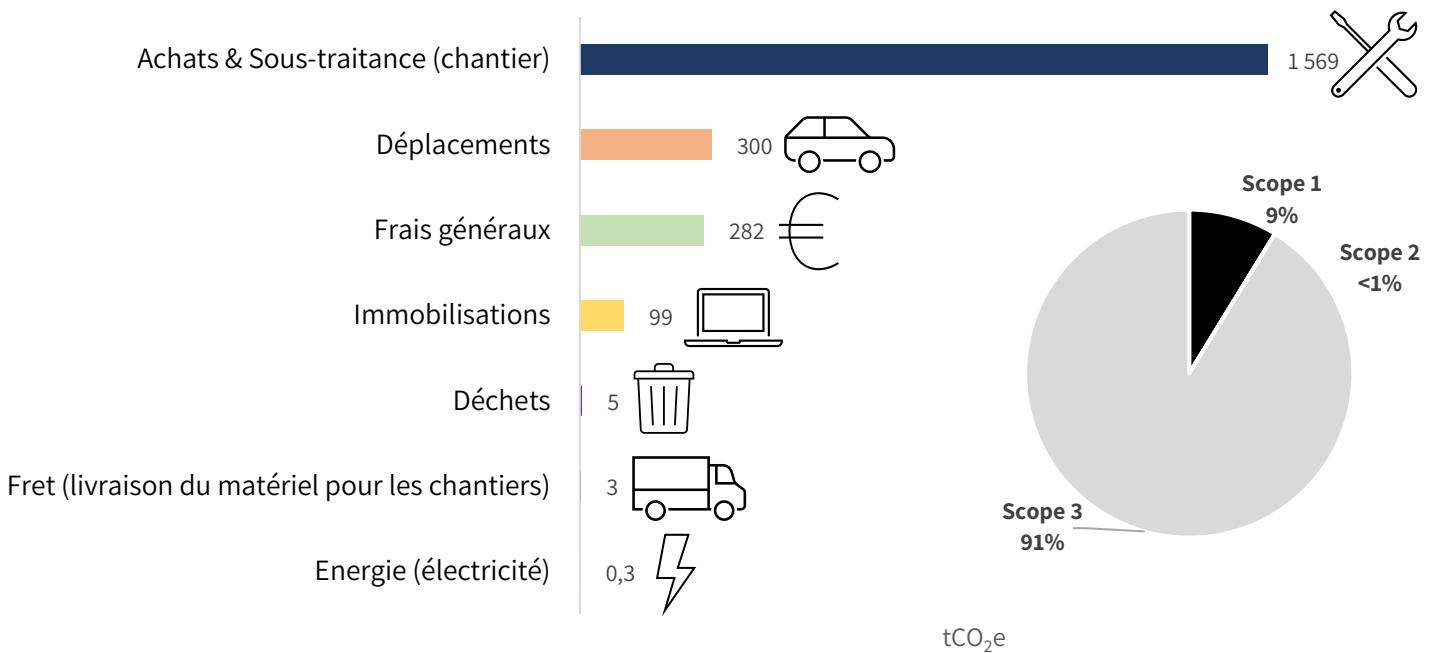 Achats & Sous-traitance (chantier)
1 569
Déplacements
300
Frais généraux
282
Immobilisations
99
Déchets
5
Fret (livraison du matériel pour les chantiers)
3
Energie (électricité)
0,3
Scope 1
9%
Scope 2
<1%
Scope 3
91%
tCO₂e